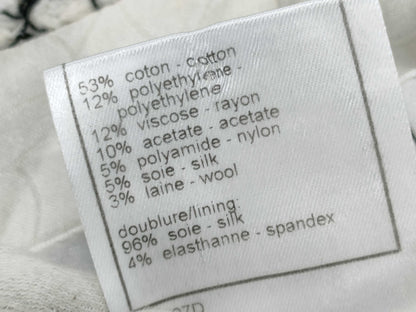 53% coton - cotton
12% polyethylene -
polyethylene
12% viscose - rayon
10% acetate - acetate
5% polyamide - nylon
5% soie - silk
3% laine - wool
doublure/lining:
96% soie - silk
4% elasthanne - spandex